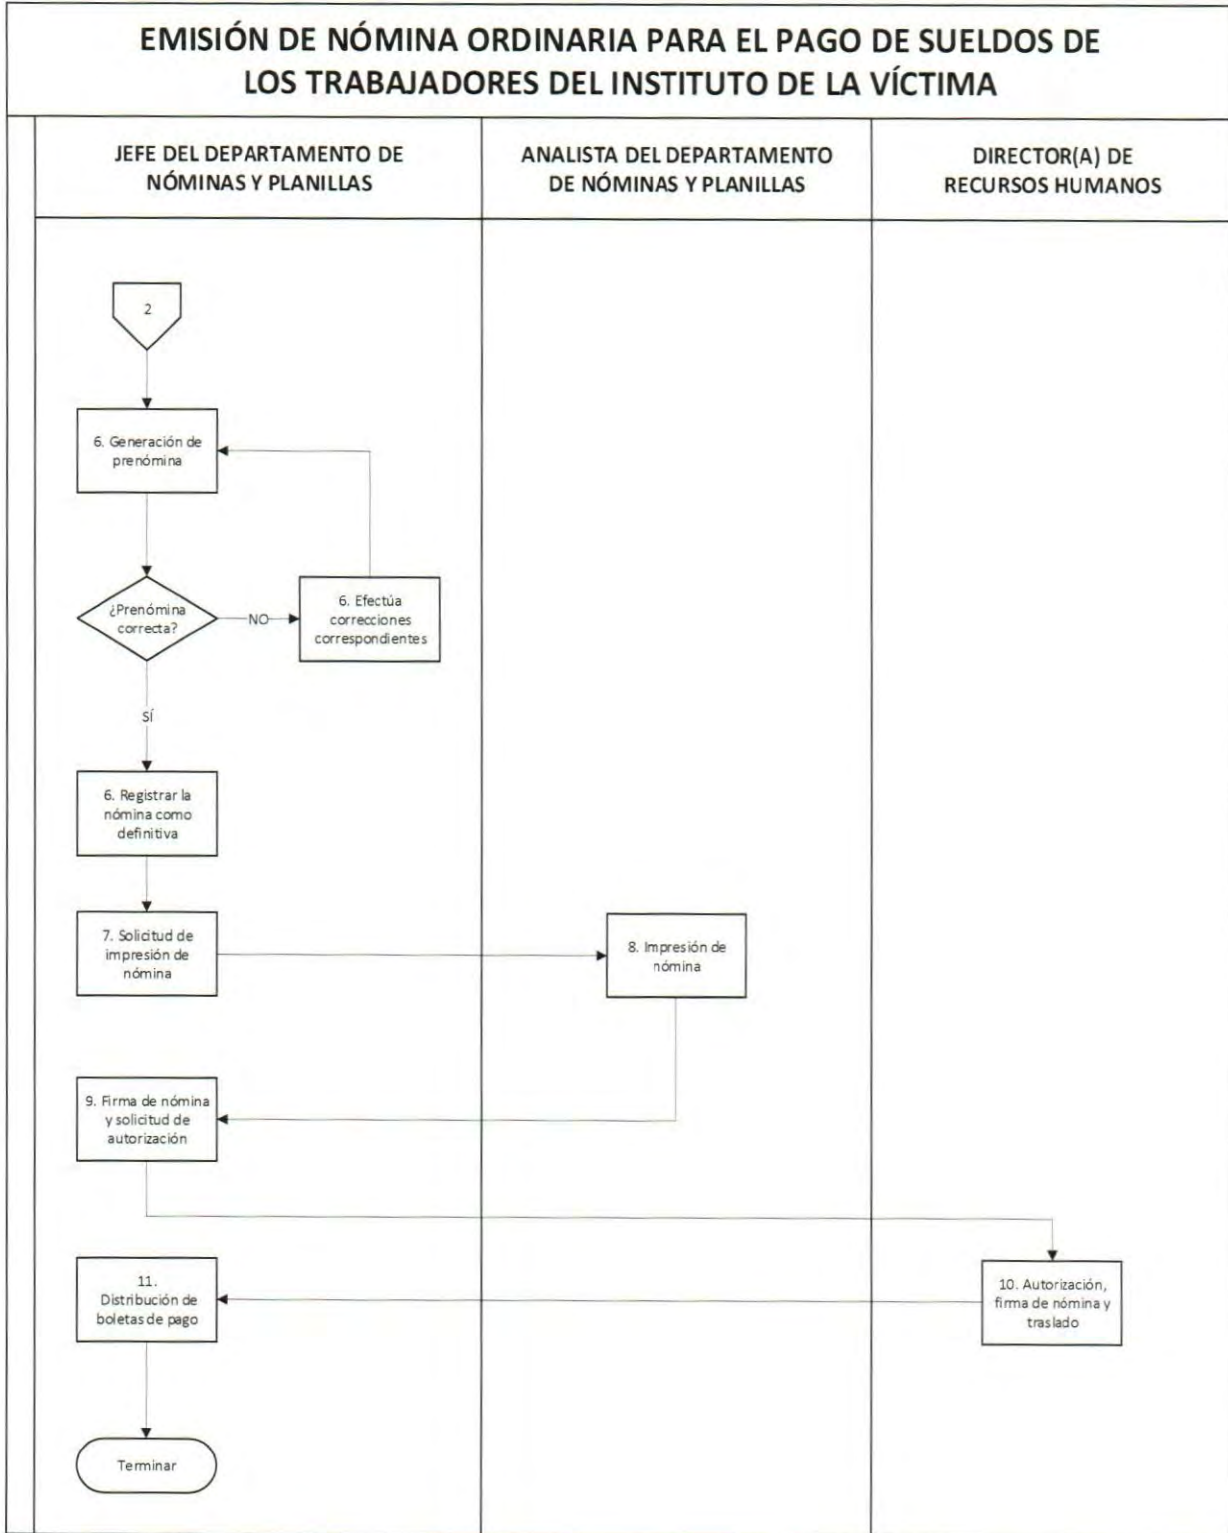 EMISIÓN DE NÓMINA ORDINARIA PARA EL PAGO DE SUELDOS DE
LOS TRABAJADORES DEL INSTITUTO DE LA VÍCTIMA
JEFE DEL DEPARTAMENTO DE
NÓMINAS Y PLANILLAS
ANALISTA DEL DEPARTAMENTO
DE NÓMINAS Y PLANILLAS
DIRECTOR(A) DE
RECURSOS HUMANOS
2
6. Generación de
prenómina
¿Prenómina
correcta?
NO
6. Efectúa
correcciones
correspondientes
SÍ
6. Registrar la
nómina como
definitiva
7. Solicitud de
impresión de
nómina
8. Impresión de
nómina
9. Firma de nómina
y solicitud de
autorización
10. Autorización,
firma de nómina y
traslado
11.
Distribución de
boletas de pago
Terminar